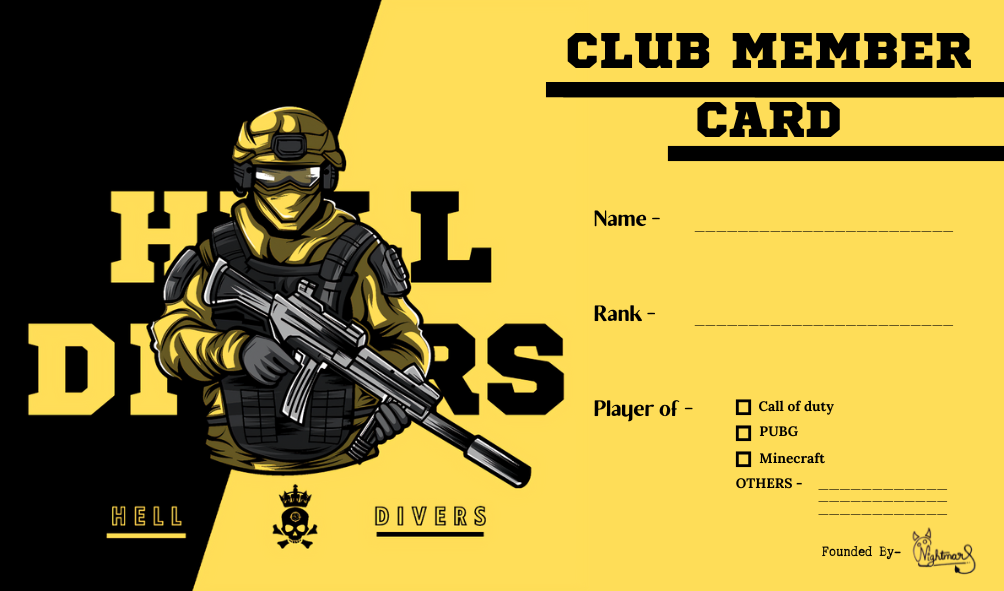 CLUB MEMBER
CARD
HELL
DIVERS
Name -
Rank -
Player of -
Call of duty
PUBG
Minecraft
OTHERS -
HELL
DIVERS
Founded By-
Nightmar